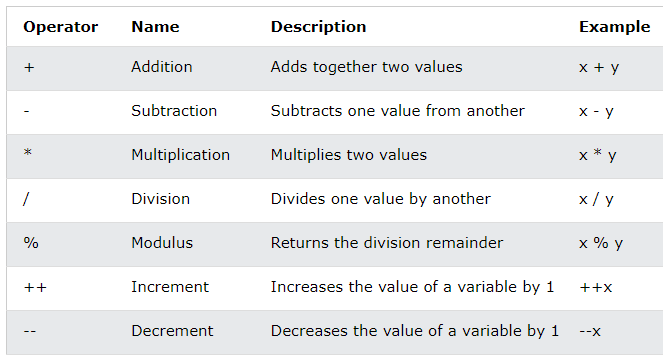 Operator Name Description Example
+ Addition Adds together two values x + y
- Subtraction Subtracts one value from another x - y
* Multiplication Multiplies two values x * y
/ Division Divides one value by another x / y
% Modulus Returns the division remainder x % y
++ Increment Increases the value of a variable by 1 ++x
-- Decrement Decreases the value of a variable by 1 --x